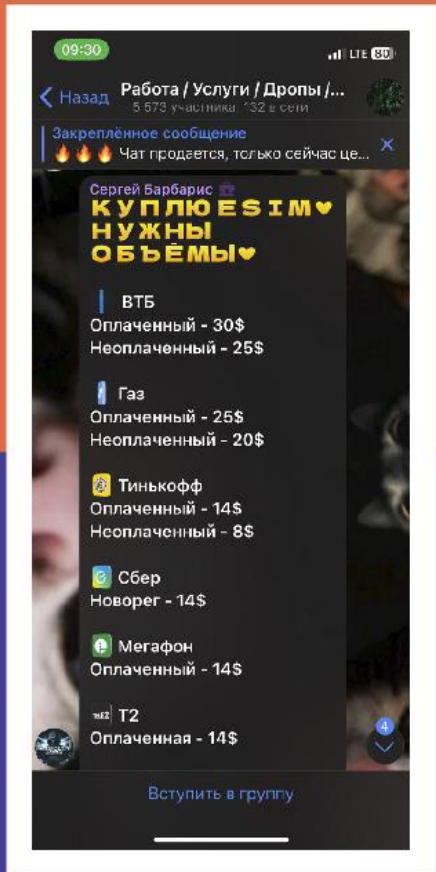 09:30
LTE 80
Назад
Работа / Услуги / Дропы /...
5 573 участника, 132 в сети
Закреплённое сообщение
🔥🔥🔥 Чат продается, только сейчас це...
Сергей Барбарис
КУПЛЮ ESIM
НУЖНЫ
ОБЪЁМЫ
ВТБ
Оплаченный - 30$
Неоплаченный - 25$
Газ
Оплаченный - 25$
Неоплаченный - 20$
Тинькофф
Оплаченный - 14$
Неоплаченный - 8$
Сбер
Новорег - 14$
Мегафон
Оплаченный - 14$
T2
Оплаченная - 14$
4
Вступить в группу